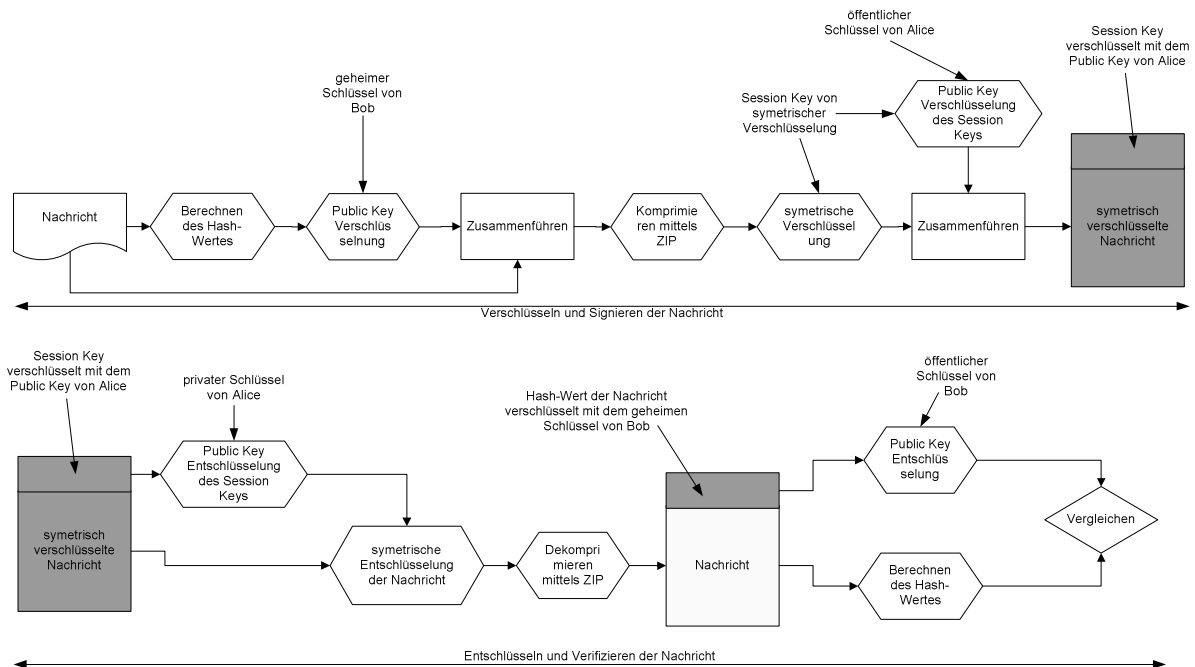 öffentlicher
Schlüssel von Alice
Session Key
verschlüsselt mit dem
Public Key von Alice
geheimer
Schlüssel von
Bob
Session Key von
symetrischer
Verschlüsselung
Public Key
Verschlüsselung
des Session
Keys
Nachricht
Berechnen
des Hash-
Wertes
Public Key
Verschlüs
selnung
Zusammenführen
Komprimie
ren mittels
ZIP
symetrische
Verschlüssel
ung
Zusammenführen
symetrisch
verschlüsselte
Nachricht
Verschlüsseln und Signieren der Nachricht
Session Key
verschlüsselt mit dem
Public Key von Alice
privater Schlüssel
von Alice
Public Key
Entschlüsselung
des Session
Keys
symetrisch
verschlüsselte
Nachricht
symetrische
Entschlüsselung
der Nachricht
Dekompri
mieren
mittels ZIP
Hash-Wert der Nachricht
verschlüsselt mit dem geheimen
Schlüssel von Bob
Nachricht
öffentlicher
Schlüssel von
Bob
Public Key
Entschlüs
selung
Berechnen
des Hash-
Wertes
Vergleichen
Entschlüsseln und Verifizieren der Nachricht